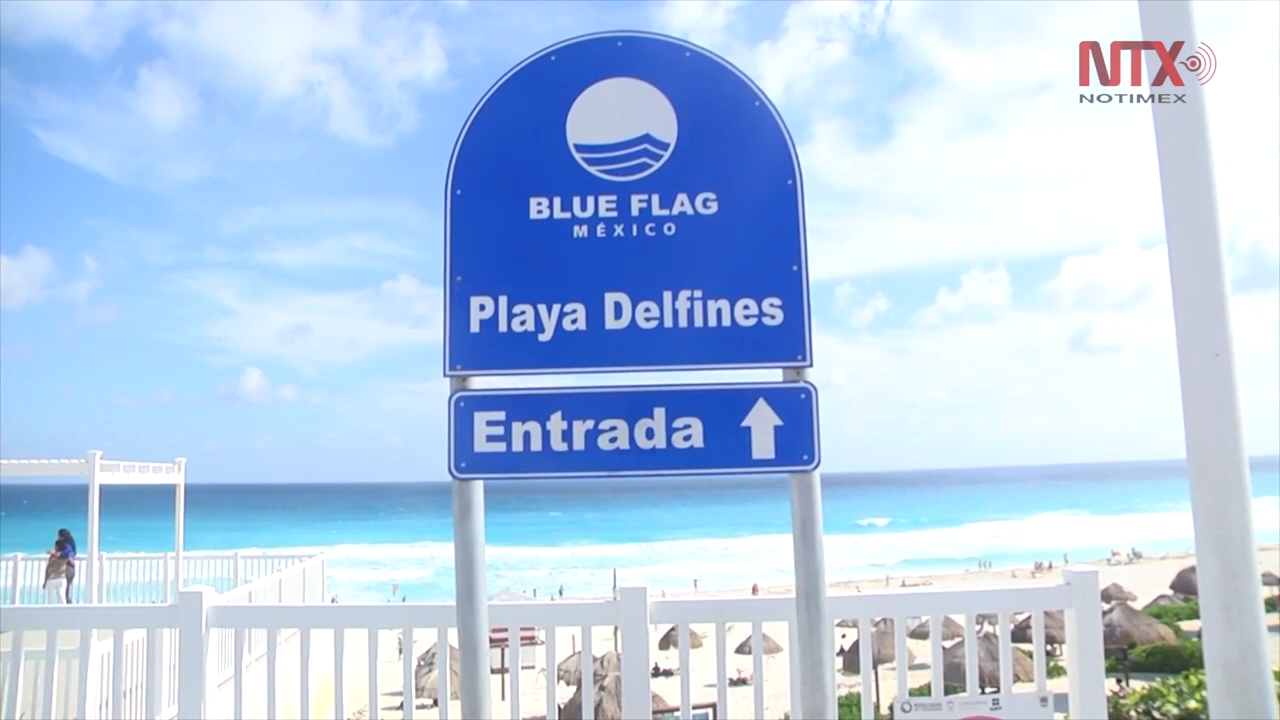 NTX
NOTIMEX
BLUE FLAG
MÉXICO
Playa Delfines
Entrada